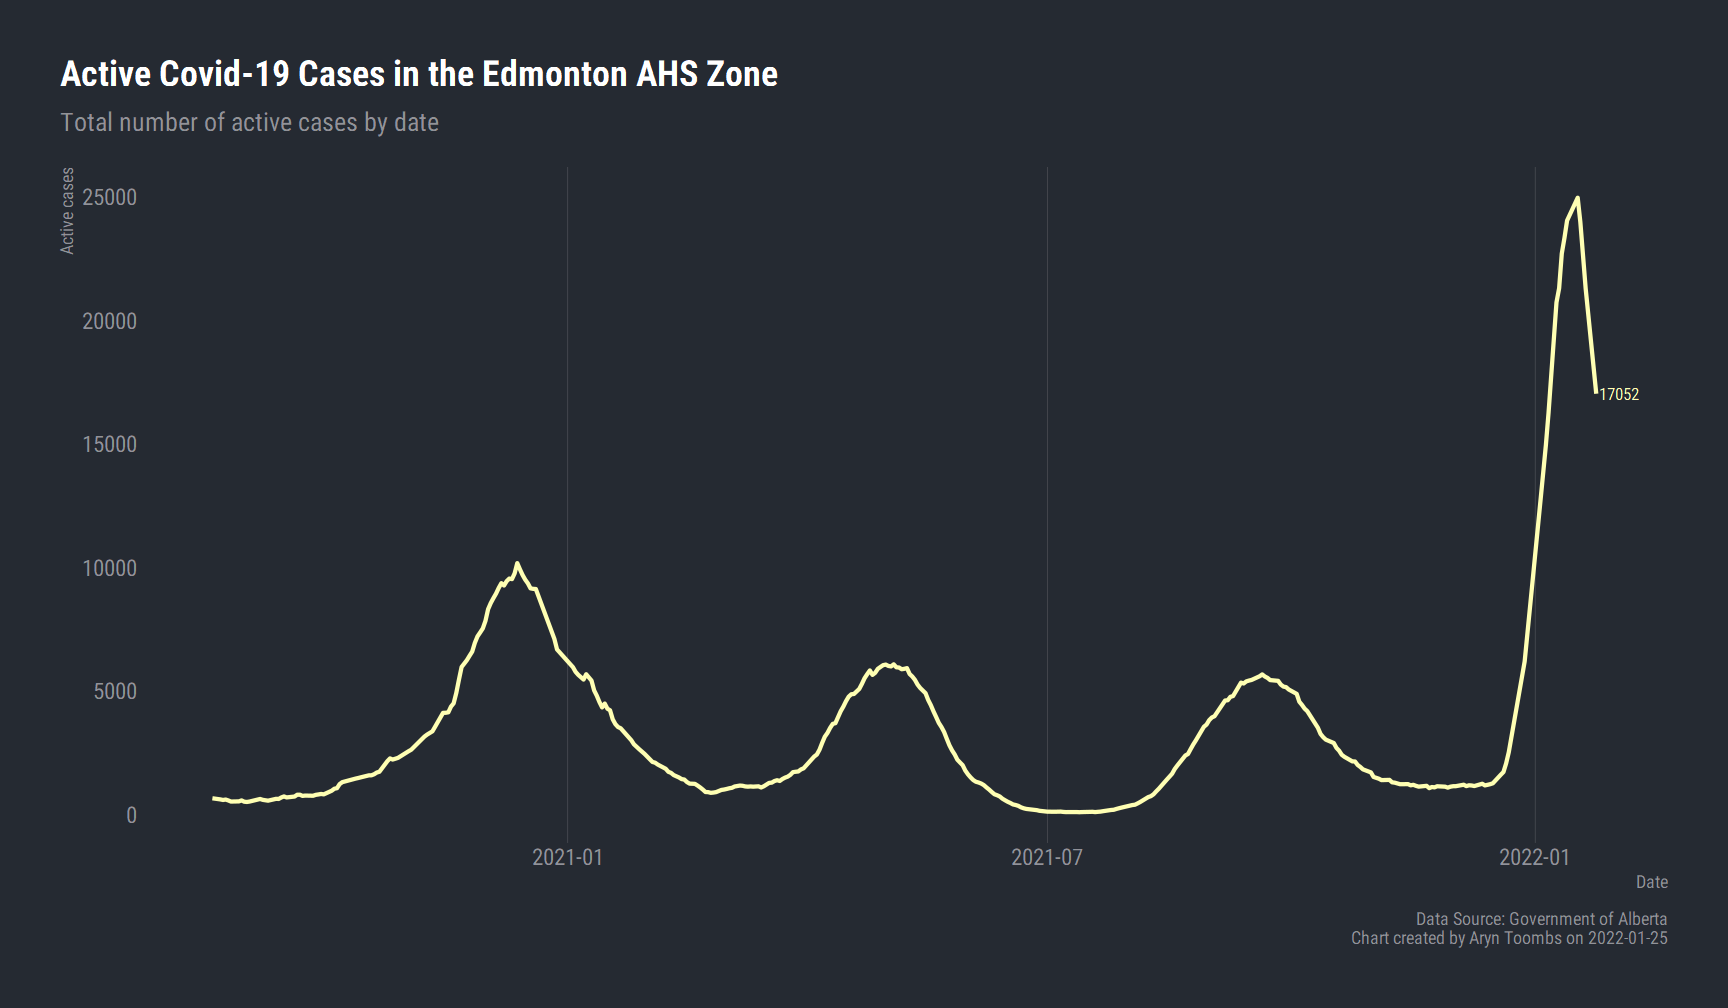 Active Covid-19 Cases in the Edmonton AHS Zone
Total number of active cases by date
Active cases
25000
20000
15000
10000
5000
0
17052
2021-01
2021-07
2022-01
Date
Data Source: Government of Alberta
Chart created by Aryn Toombs on 2022-01-25